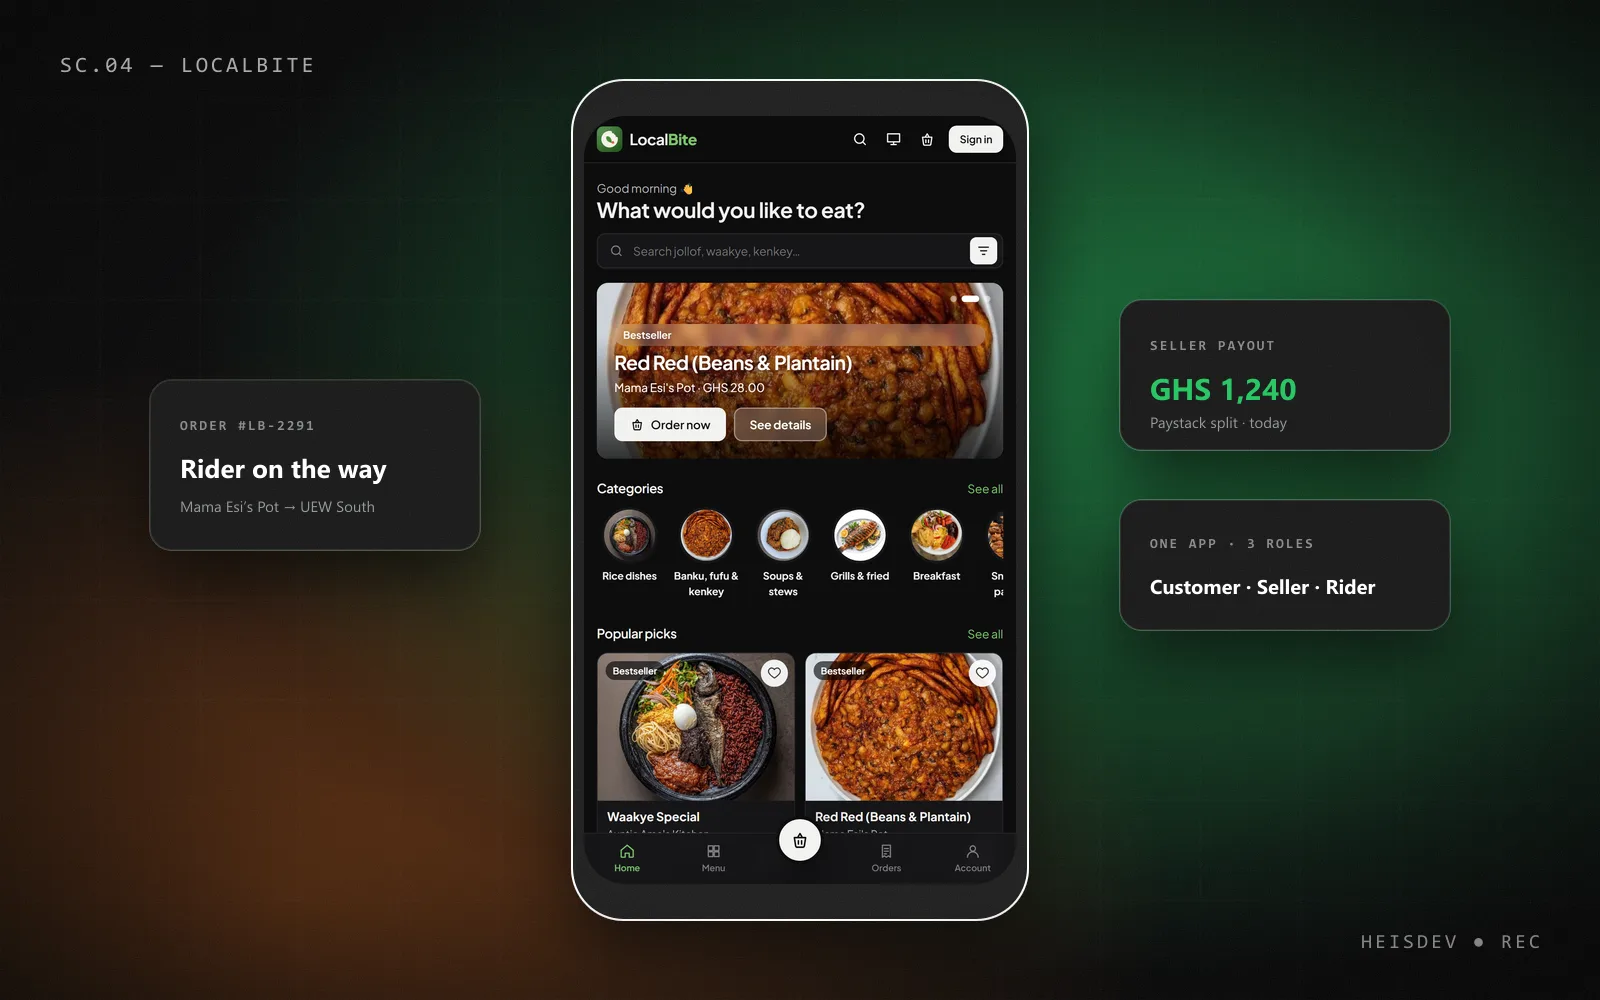 SC.04 — LOCALBITE
LocalBite
Sign in
Good morning 👋
What would you like to eat?
Search jollof, waakye, kenkey...
Bestseller
Red Red (Beans & Plantain)
Mama Esi's Pot · GHS 28.00
Order now
See details
Categories
See all
Rice dishes
Banku, fufu &
kenkey
Soups &
stews
Grills & fried
Breakfast
Sn
pa
Popular picks
See all
Bestseller
Bestseller
Waakye Special
Red Red (Beans & Plantain)
Home
Menu
Orders
Account
ORDER #LB-2291
Rider on the way
Mama Esi's Pot → UEW South
SELLER PAYOUT
GHS 1,240
Paystack split · today
ONE APP · 3 ROLES
Customer · Seller · Rider
HEISDEV ● REC